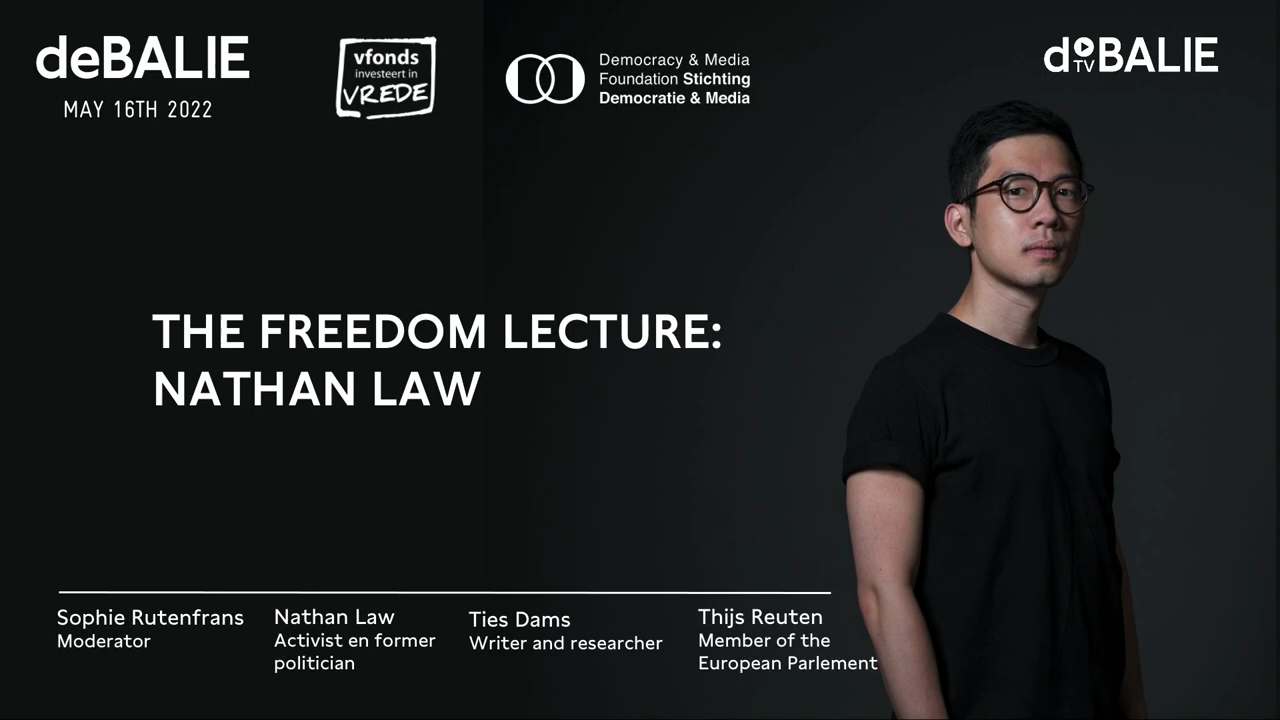 deBALIE
MAY 16TH 2022
vfonds
investeert in
VREDE
Democracy & Media
Foundation Stichting
Democratie & Media
deBALIE
TV
THE FREEDOM LECTURE:
NATHAN LAW
Sophie Rutenfrans
Moderator
Nathan Law
Activist en former
politician
Ties Dams
Writer and researcher
Thijs Reuten
Member of the
European Parlement